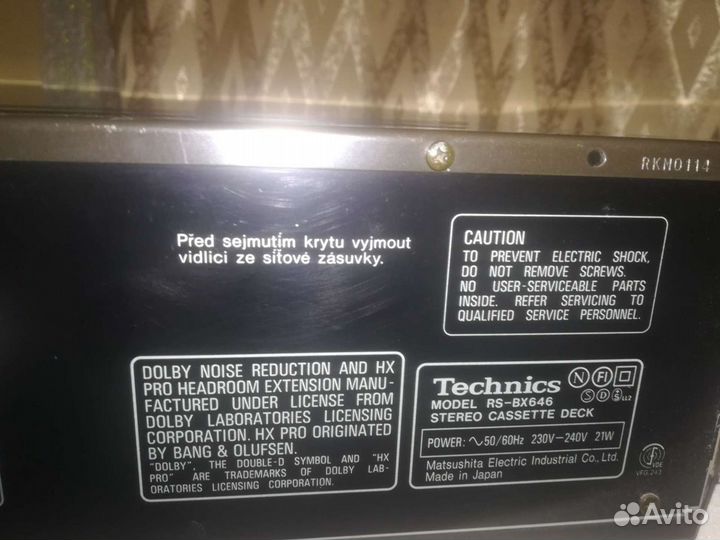 RKM0114
Před sejmutím krytu vyjmout
vidlici ze síťové zásuvky.
CAUTION
TO PREVENT ELECTRIC SHOCK,
DO NOT REMOVE SCREWS.
NO USER-SERVICEABLE PARTS
INSIDE. REFER SERVICING TO
QUALIFIED SERVICE PERSONNEL.
DOLBY NOISE REDUCTION AND HX
PRO HEADROOM EXTENSION MANU-
FACTURED UNDER LICENSE FROM
DOLBY LABORATORIES LICENSING
CORPORATION. HX PRO ORIGINATED
BY BANG & OLUFSEN.
"DOLBY", THE DOUBLE-D SYMBOL AND "HX
PRO" ARE TRADEMARKS OF DOLBY LAB-
ORATORIES LICENSING CORPORATION.
Technics N FI
S D
MODEL RS-BX646
STEREO CASSETTE DECK
POWER: ∿50/60Hz 230V-240V 21W
Matsushita Electric Industrial Co., Ltd.
Made in Japan
VDE
Avito